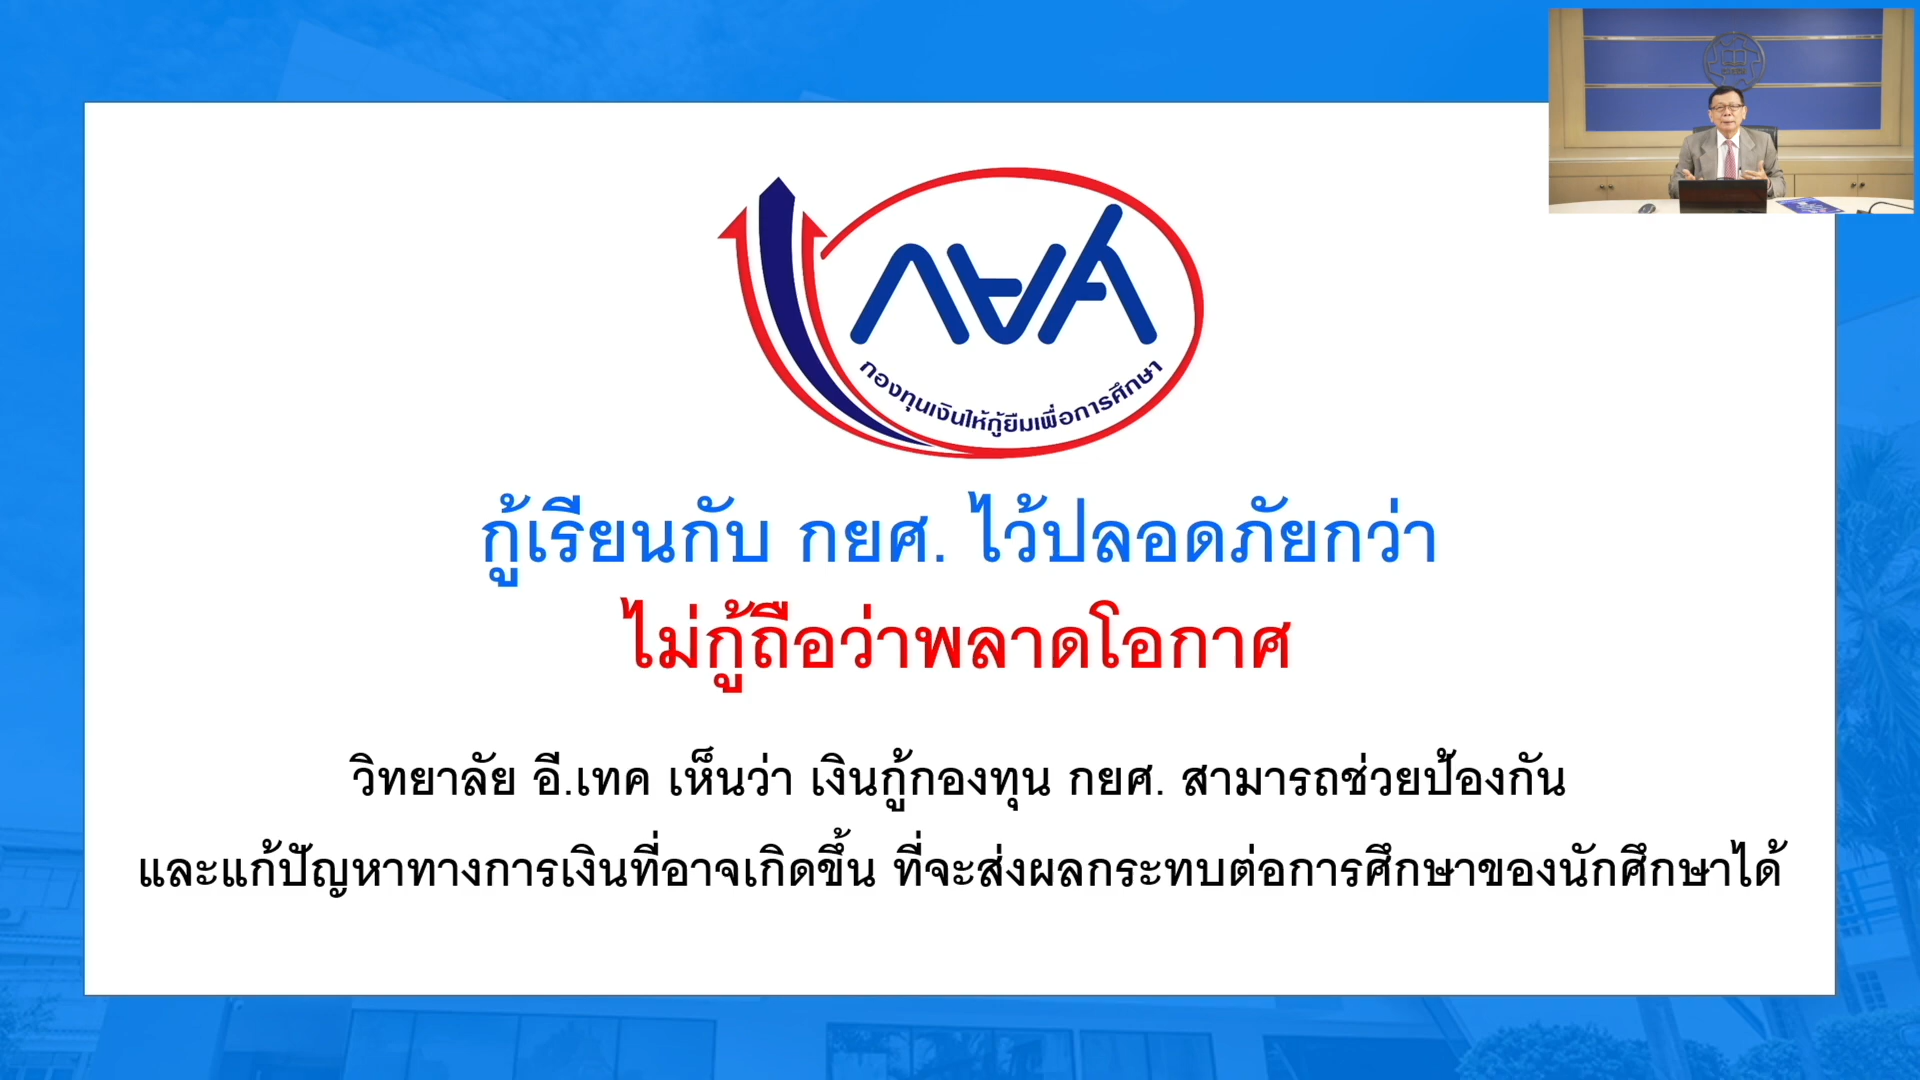 กยศ
กองทุนเงินให้กู้ยืมเพื่อการศึกษา
กู้เรียนกับ กยศ. ไว้ปลอดภัยกว่า
ไม่กู้ถือว่าพลาดโอกาศ
วิทยาลัย อี.เทค เห็นว่า เงินกู้กองทุน กยศ. สามารถช่วยป้องกัน
และแก้ปัญหาทางการเงินที่อาจเกิดขึ้น ที่จะส่งผลกระทบต่อการศึกษาของนักศึกษาได้